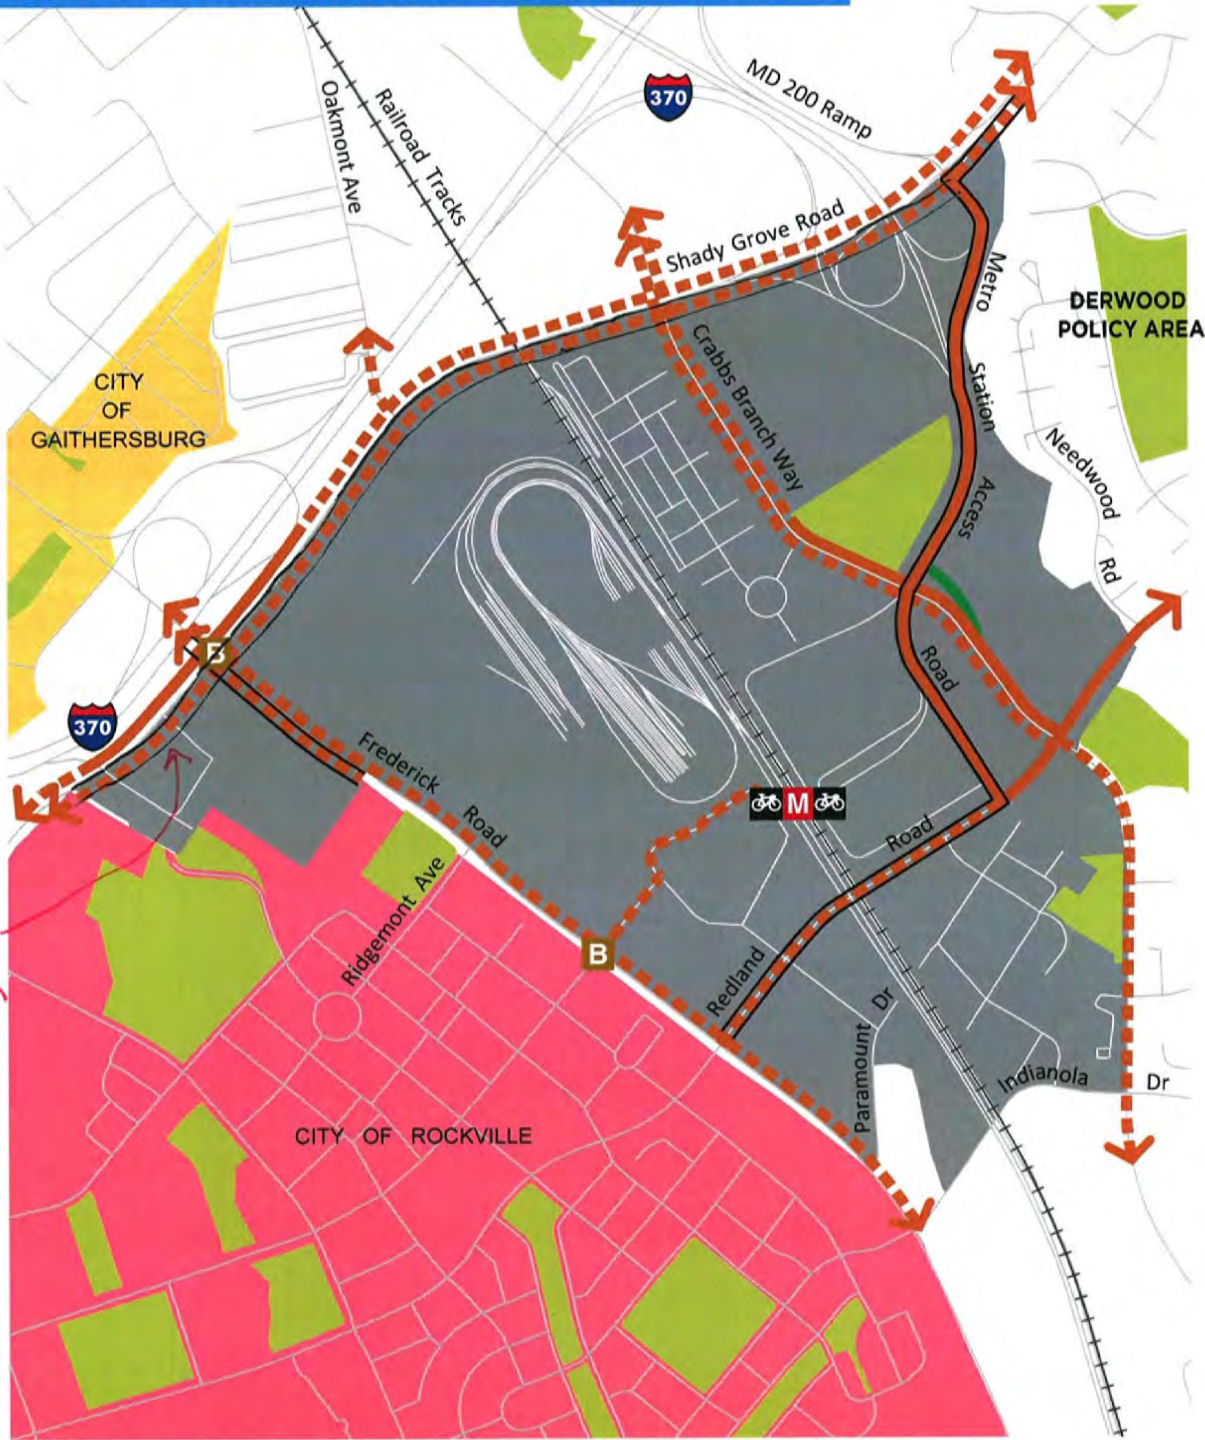 370
MD 200 Ramp
Oakmont Ave
Railroad Tracks
Shady Grove Road
Metro
Station
Access
Road
DERWOOD
POLICY AREA
CITY
OF
GAITHERSBURG
Crabbs Branch Way
Needwood
Rd
B
370
Frederick
Road
M
Road
Ridgemont Ave
B
Redland
Paramount
Dr
Indianola
Dr
CITY OF ROCKVILLE